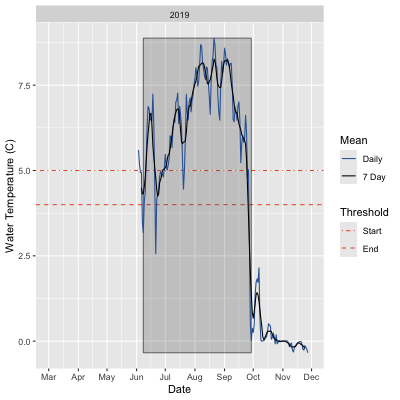 2019
7.5
5.0
2.5
0.0
Water Temperature (C)
Mar Apr May Jun Jul Aug Sep Oct Nov Dec
Date
Mean
Daily
7 Day
Threshold
Start
End